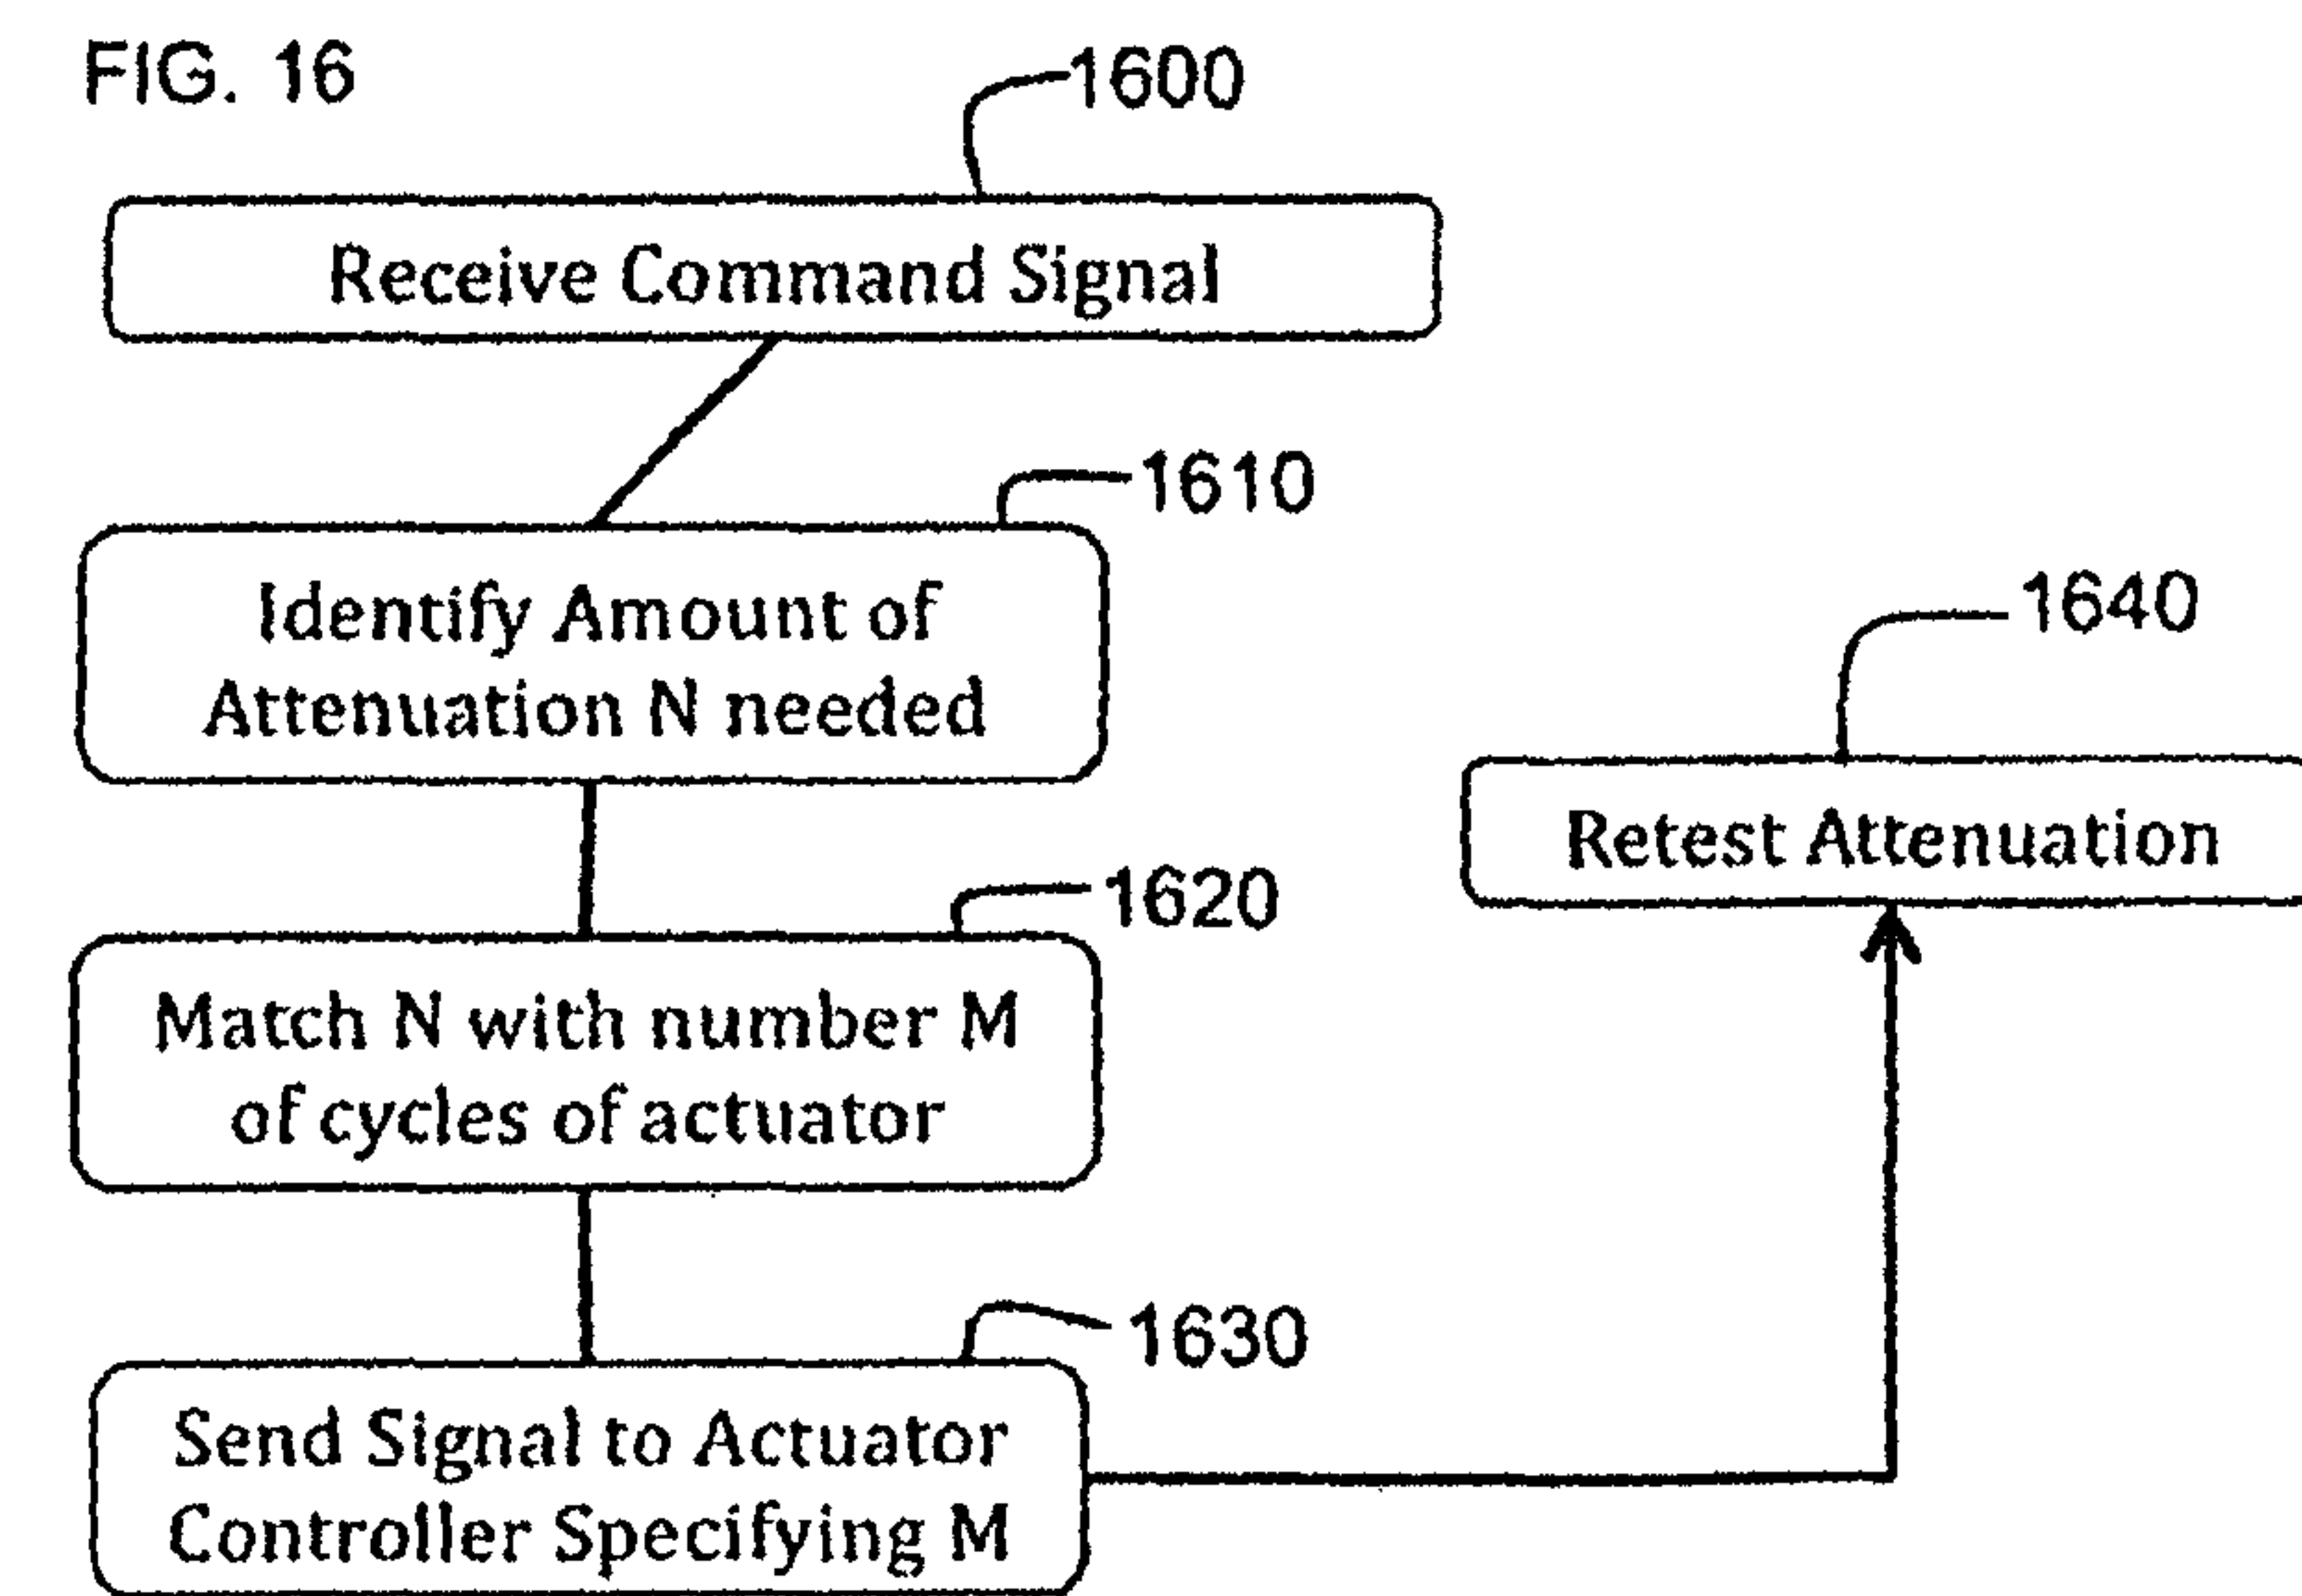 FIG. 16
1600
Receive Command Signal
1610
Identify Amount of
Attenuation N needed
1620
Match N with number M
of cycles of actuator
1630
Send Signal to Actuator
Controller Specifying M
1640
Retest Attenuation